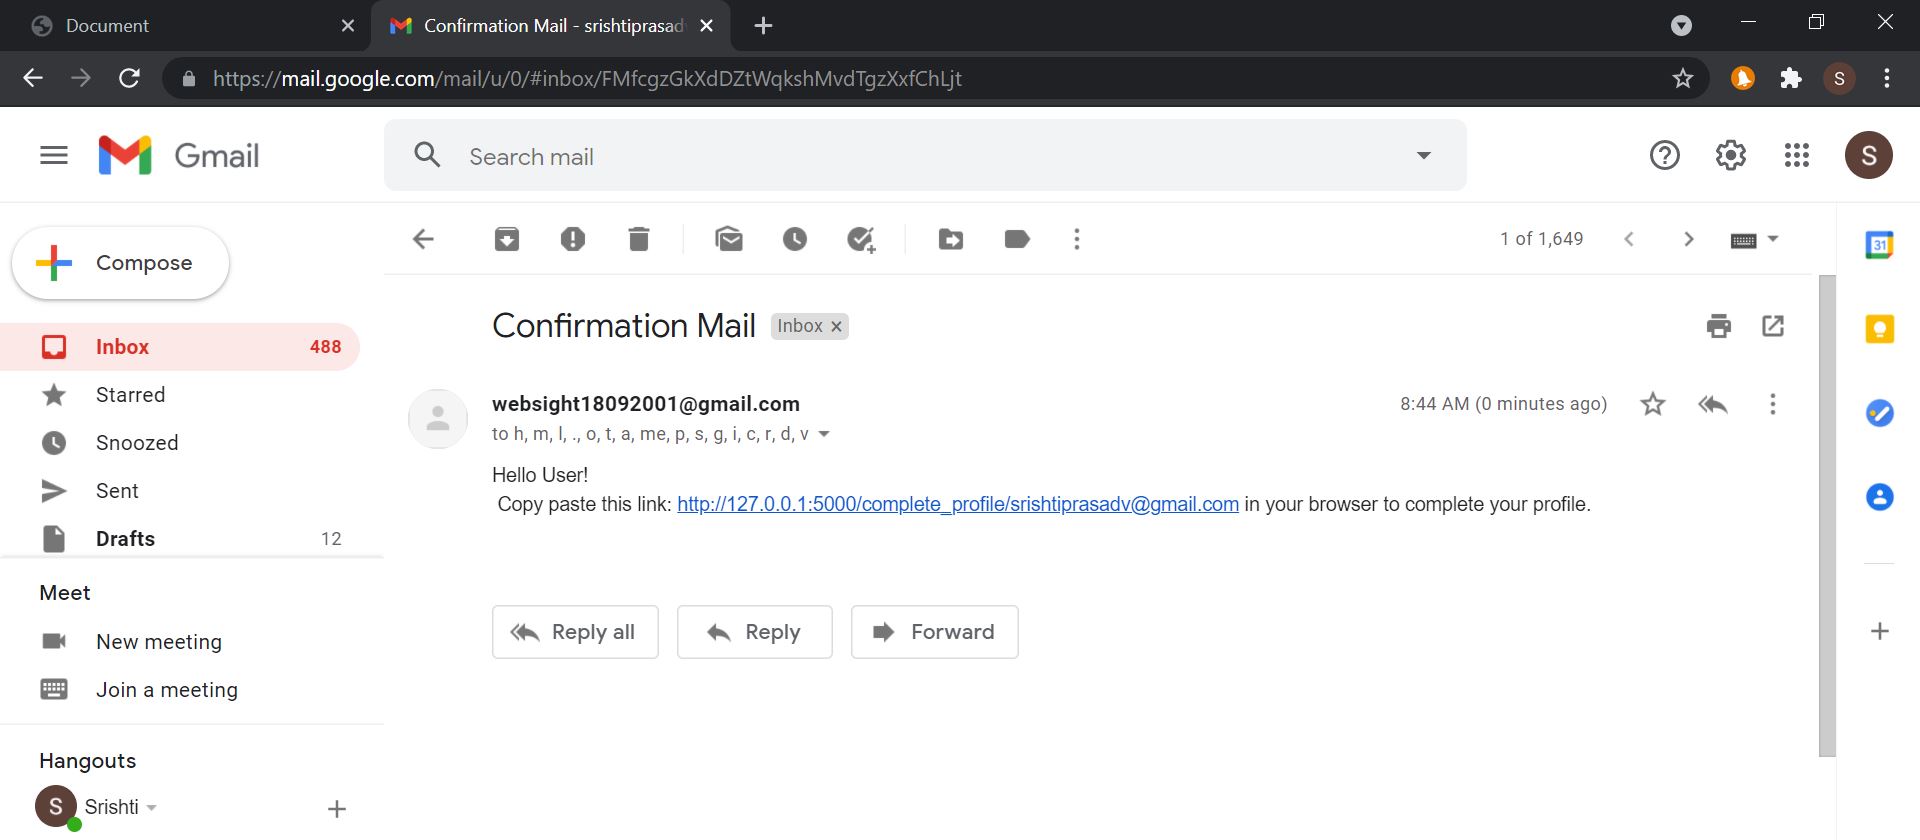 Document
Confirmation Mail - srishtiprasadv
https://mail.google.com/mail/u/0/#inbox/FMfcgzGkXdDZtWqkshMvdTgzXxfChLjt
S
Gmail
Search mail
S
Compose
1 of 1,649
31
Inbox 488
Starred
Snoozed
Sent
Drafts 12
Confirmation Mail Inbox ×
websight18092001@gmail.com 8:44 AM (0 minutes ago)
to h, m, l, ., o, t, a, me, p, s, g, i, c, r, d, v
Hello User!
Copy paste this link: http://127.0.0.1:5000/complete_profile/srishtiprasadv@gmail.com in your browser to complete your profile.
Reply all Reply Forward
Meet
New meeting
Join a meeting
Hangouts
S Srishti